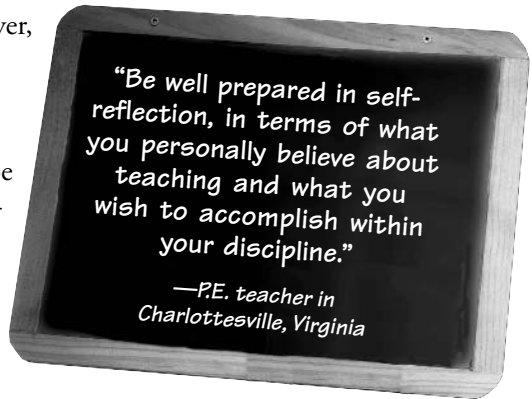 ver,
“Be well prepared in self-
reflection, in terms of what
you personally believe about
teaching and what you
wish to accomplish within
your discipline.”
—P.E. teacher in
Charlottesville, Virginia